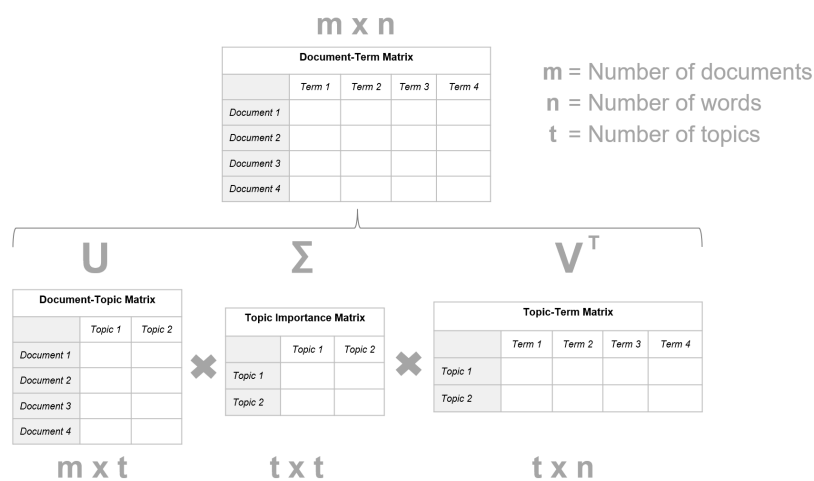 m x n
Document-Term Matrix
Term 1 Term 2 Term 3 Term 4
Document 1
Document 2
Document 3
Document 4
m = Number of documents
n = Number of words
t = Number of topics
U Σ V^T
Document-Topic Matrix
Topic 1 Topic 2
Document 1
Document 2
Document 3
Document 4
✖
Topic Importance Matrix
Topic 1 Topic 2
Topic 1
Topic 2
✖
Topic-Term Matrix
Term 1 Term 2 Term 3 Term 4
Topic 1
Topic 2
m x t t x t t x n